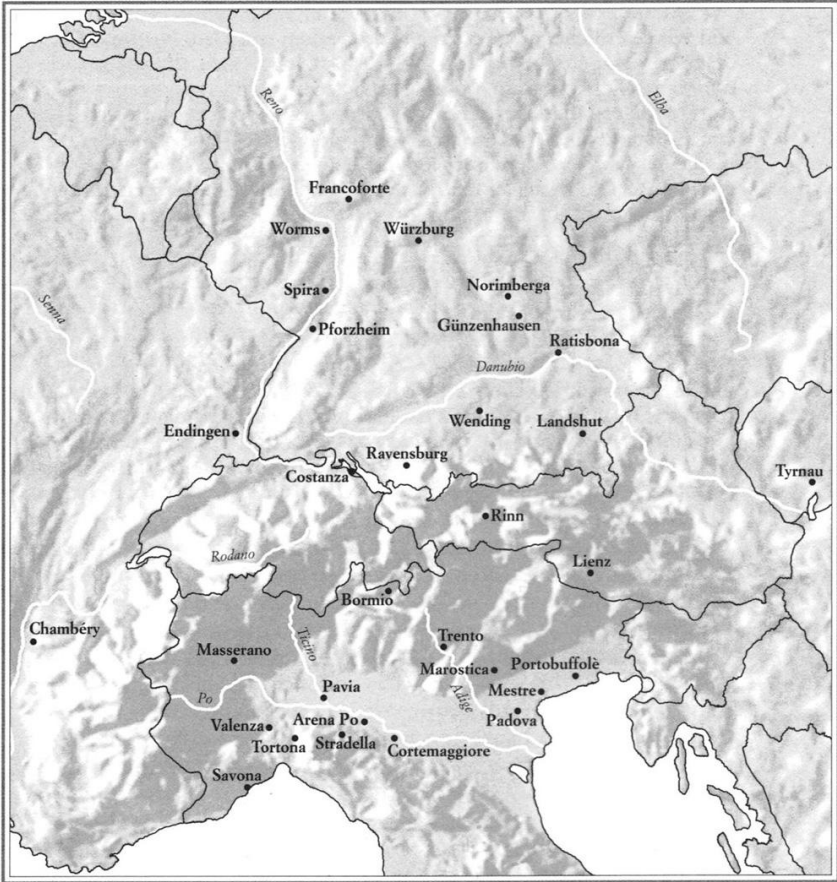 Reno
Elba
Francoforte
Worms
Würzburg
Senna
Spira
Norimberga
Günzenhausen
Pforzheim
Ratisbona
Danubio
Wending
Landshut
Endingen
Ravensburg
Costanza
Tyrnau
Rinn
Rodano
Lienz
Bormio
Chambéry
Ticino
Trento
Masserano
Marostica
Portobuffolè
Adige
Mestre
Po
Pavia
Padova
Valenza
Arena Po
Tortona
Stradella
Cortemaggiore
Savona